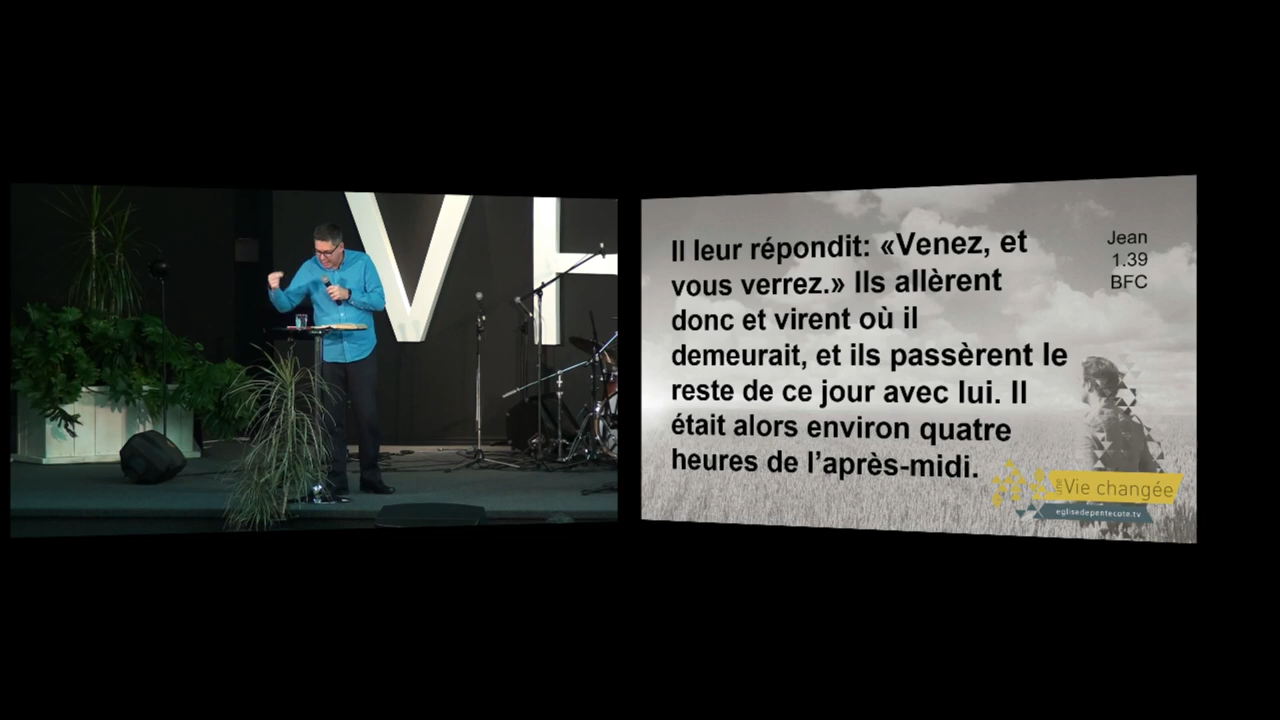 VE
Il leur répondit: «Venez, et
vous verrez.» Ils allèrent
donc et virent où il
demeurait, et ils passèrent le
reste de ce jour avec lui. Il
était alors environ quatre
heures de l’après-midi.
Jean
1.39
BFC
une Vie changée
eglisedepentecote.tv